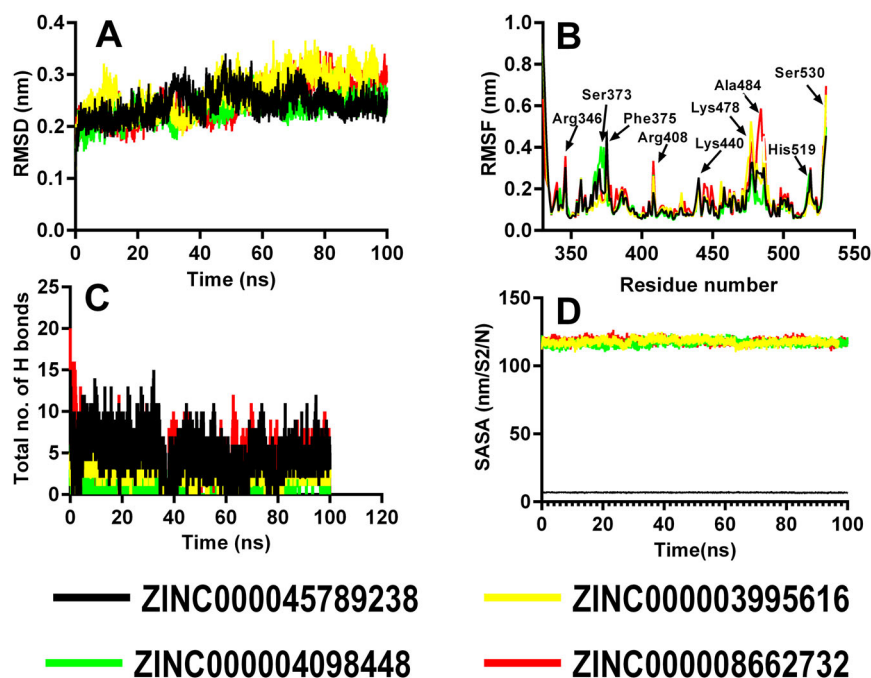 A
RMSD (nm)
0.4
0.3
0.2
0.1
0.0
0 20 40 60 80 100
Time (ns)
B
RMSF (nm)
1.0
0.8
0.6
0.4
0.2
0.0
Ser530
Ala484
Ser373
Lys478
Arg346
Phe375
Arg408
Lys440
His519
350 400 450 500 550
Residue number
C
Total no. of H bonds
25
20
15
10
5
0
0 20 40 60 80 100 120
Time (ns)
D
SASA (nm/S2/N)
150
100
50
0
0 20 40 60 80 100
Time(ns)
ZINC000045789238
ZINC000003995616
ZINC000004098448
ZINC000008662732